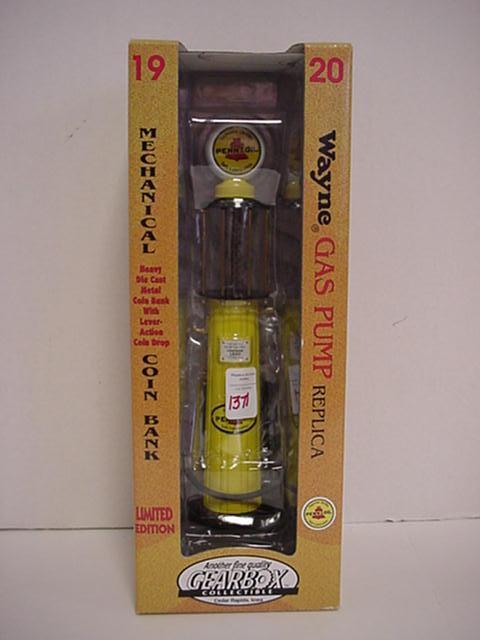 19
20
MECHANICAL
COIN BANK
Heavy
Die Cast
Metal
Coin Bank
With
Lever-
Action
Coin Drop
LIMITED
EDITION
Wayne® GAS PUMP REPLICA
PENNZOIL
1371
Another fine quality
GEARBOX
COLLECTIBLE
Cedar Rapids, Iowa